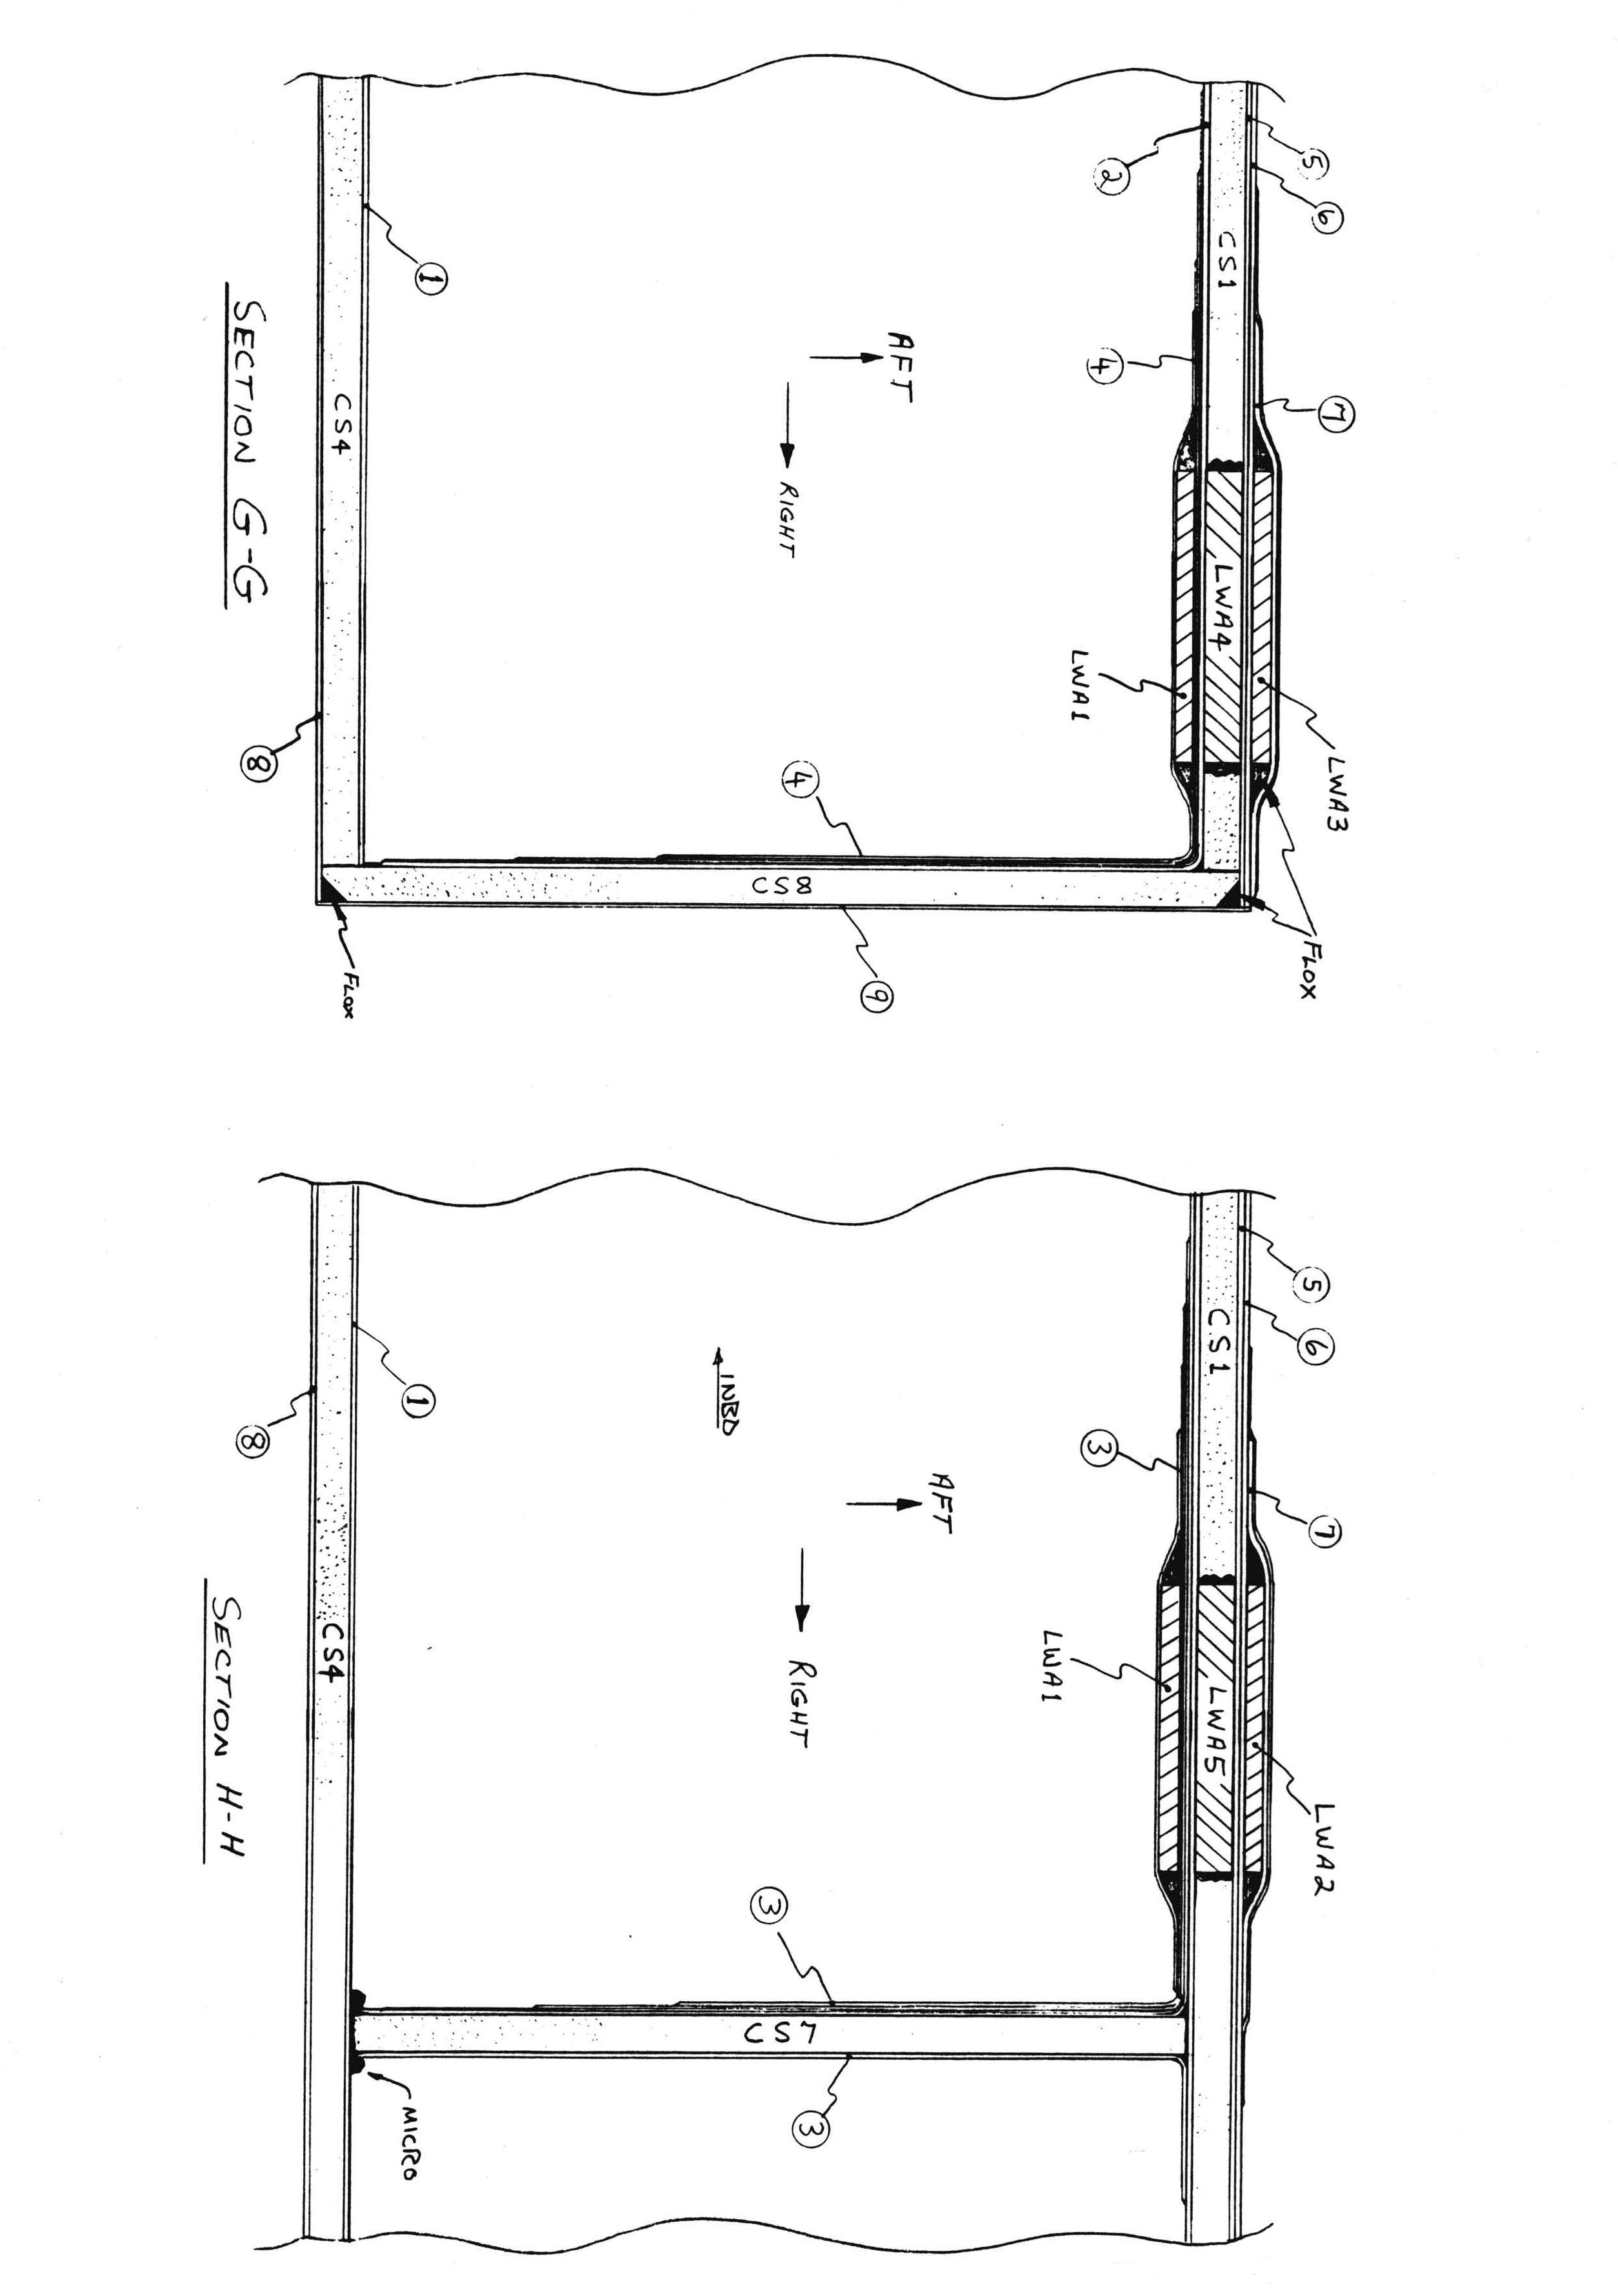 5
6
2
CS1
1
4
7
AFT
RIGHT
CS4
LWA4
LWA1
LWA3
8
4
CS8
9
FLOX
FLOX
SECTION G-G
5
6
CS1
1
8
3
7
INBD
AFT
RIGHT
CS4
LWA1
LWA5
LWA2
3
CS7
3
MICRO
SECTION H-H